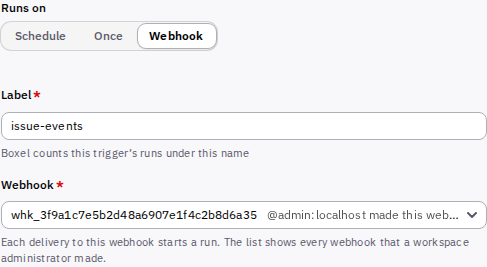 Runs on
Schedule Once Webhook
Label *
issue-events
Boxel counts this trigger's runs under this name
Webhook *
whk_3f9a1c7e5b2d48a6907e1f4c2b8d6a35 @admin:localhost made this web...
Each delivery to this webhook starts a run. The list shows every webhook that a workspace
administrator made.